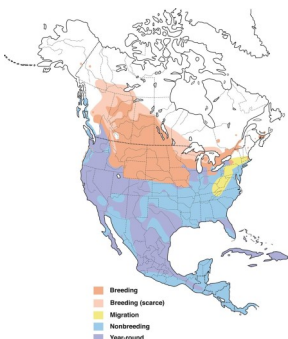 Breeding
Breeding (scarce)
Migration
Nonbreeding
Year-round